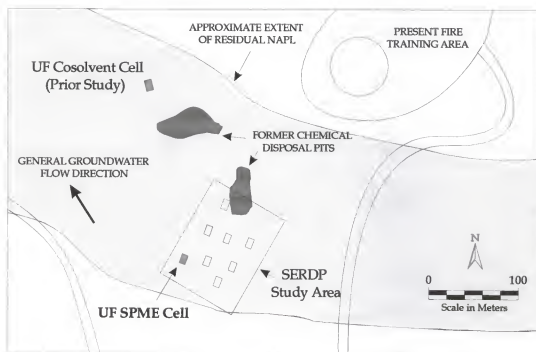 APPROXIMATE EXTENT
OF RESIDUAL NAPL
PRESENT FIRE
TRAINING AREA
UF Cosolvent Cell
(Prior Study)
FORMER CHEMICAL
DISPOSAL PITS
GENERAL GROUNDWATER
FLOW DIRECTION
N
SERDP
Study Area
UF SPME Cell
0
100
Scale in Meters